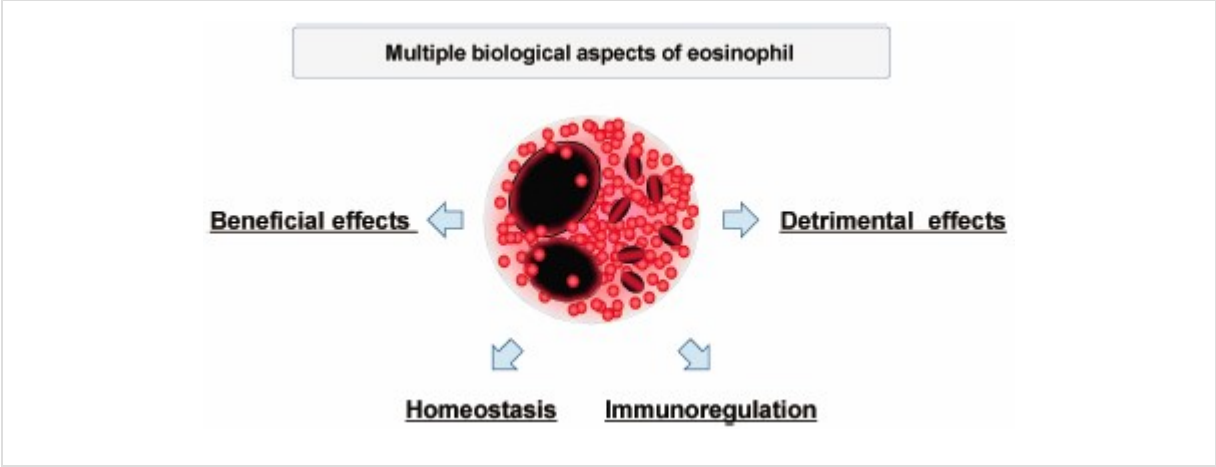 Multiple biological aspects of eosinophil
Beneficial effects
Detrimental effects
Homeostasis
Immunoregulation